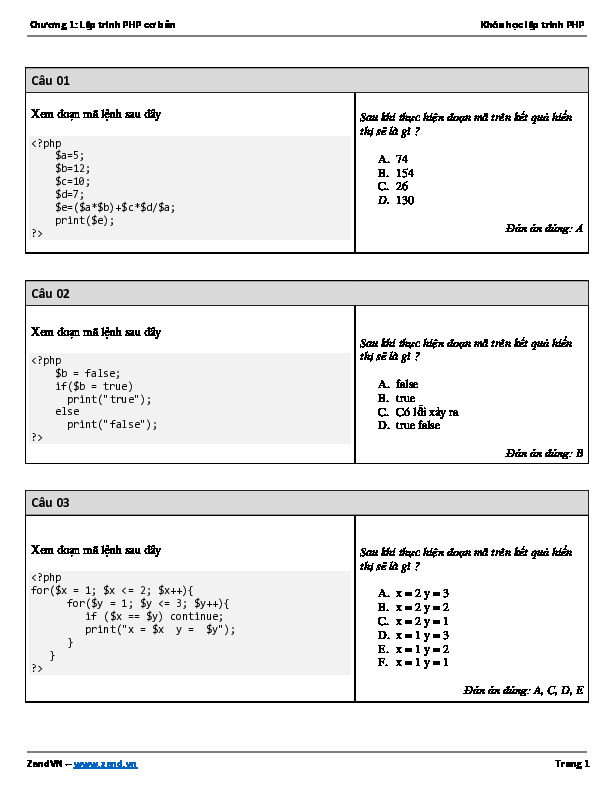 Chương 1: Lập trình PHP cơ bản
Khóa học lập trình PHP
Câu 01
Xem đoạn mã lệnh sau đây
<?php
$a=5;
$b=12;
$c=10;
$d=7;
$e=($a*$b)+$c*$d/$a;
print($e);
?>
Sau khi thực hiện đoạn mã trên kết quả hiển
thị sẽ là gì ?
A. 74
B. 154
C. 26
D. 130
Đán án đúng: A
Câu 02
Xem đoạn mã lệnh sau đây
<?php
$b = false;
if($b = true)
print("true");
else
print("false");
?>
Sau khi thực hiện đoạn mã trên kết quả hiển
thị sẽ là gì ?
A. false
B. true
C. Có lỗi xảy ra
D. true false
Đán án đúng: B
Câu 03
Xem đoạn mã lệnh sau đây
<?php
for($x = 1; $x <= 2; $x++){
for($y = 1; $y <= 3; $y++){
if ($x == $y) continue;
print("x = $x  y =  $y");
}
}
?>
Sau khi thực hiện đoạn mã trên kết quả hiển
thị sẽ là gì ?
A. x = 2 y = 3
B. x = 2 y = 2
C. x = 2 y = 1
D. x = 1 y = 3
E. x = 1 y = 2
F. x = 1 y = 1
Đán án đúng: A, C, D, E
ZendVN – www.zend.vn
Trang 1